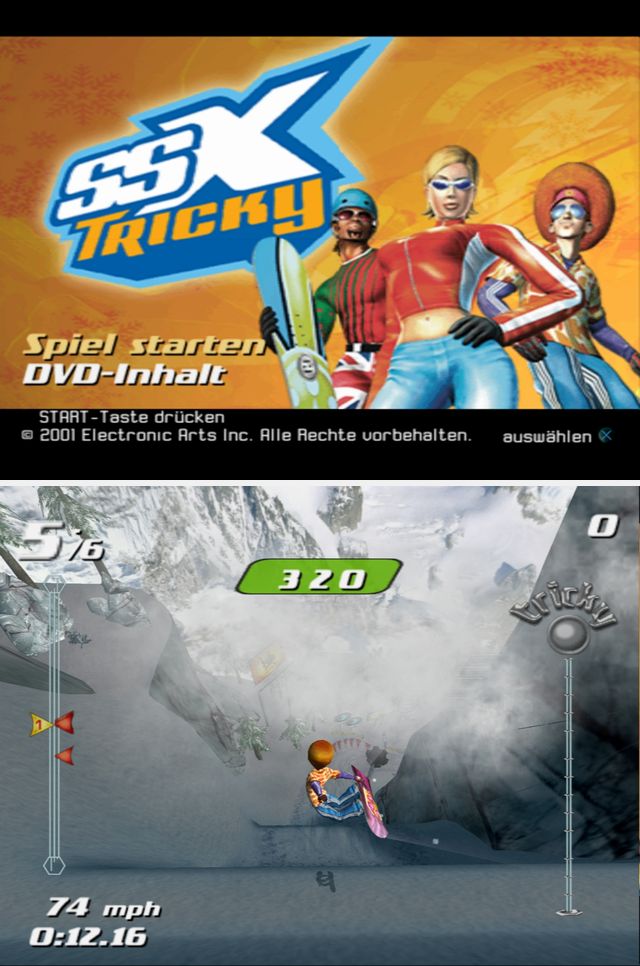 SSX
TRICKY
Spiel starten
DVD-Inhalt
START-Taste drücken
© 2001 Electronic Arts Inc. Alle Rechte vorbehalten.
auswählen
5/6
320
0
tricky
1
74 mph
0:12.16